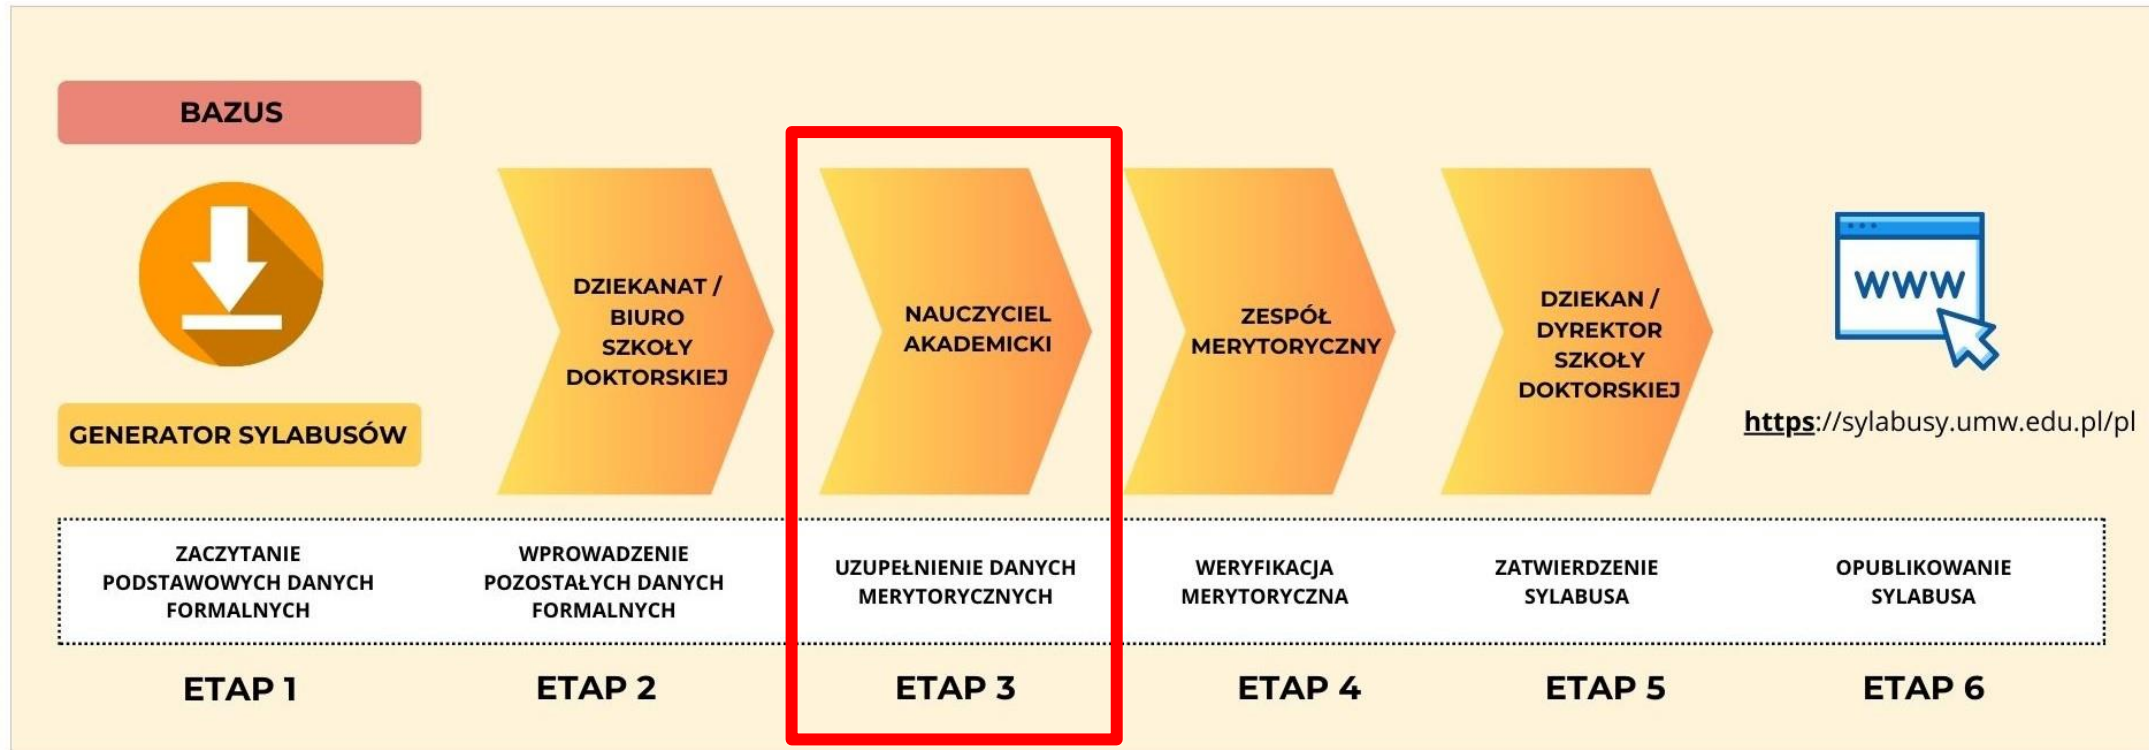 BAZUS
GENERATOR SYLABUSÓW
DZIEKANAT /
BIURO
SZKOŁY
DOKTORSKIEJ
NAUCZYCIEL
AKADEMICKI
ZESPÓŁ
MERYTORYCZNY
DZIEKAN /
DYREKTOR
SZKOŁY
DOKTORSKIEJ
WWW
https://sylabusy.umw.edu.pl/pl
ZACZYTANIE
PODSTAWOWYCH DANYCH
FORMALNYCH
WPROWADZENIE
POZOSTAŁYCH DANYCH
FORMALNYCH
UZUPEŁNIENIE DANYCH
MERYTORYCZNYCH
WERYFIKACJA
MERYTORYCZNA
ZATWIERDZENIE
SYLABUSA
OPUBLIKOWANIE
SYLABUSA
ETAP 1
ETAP 2
ETAP 3
ETAP 4
ETAP 5
ETAP 6